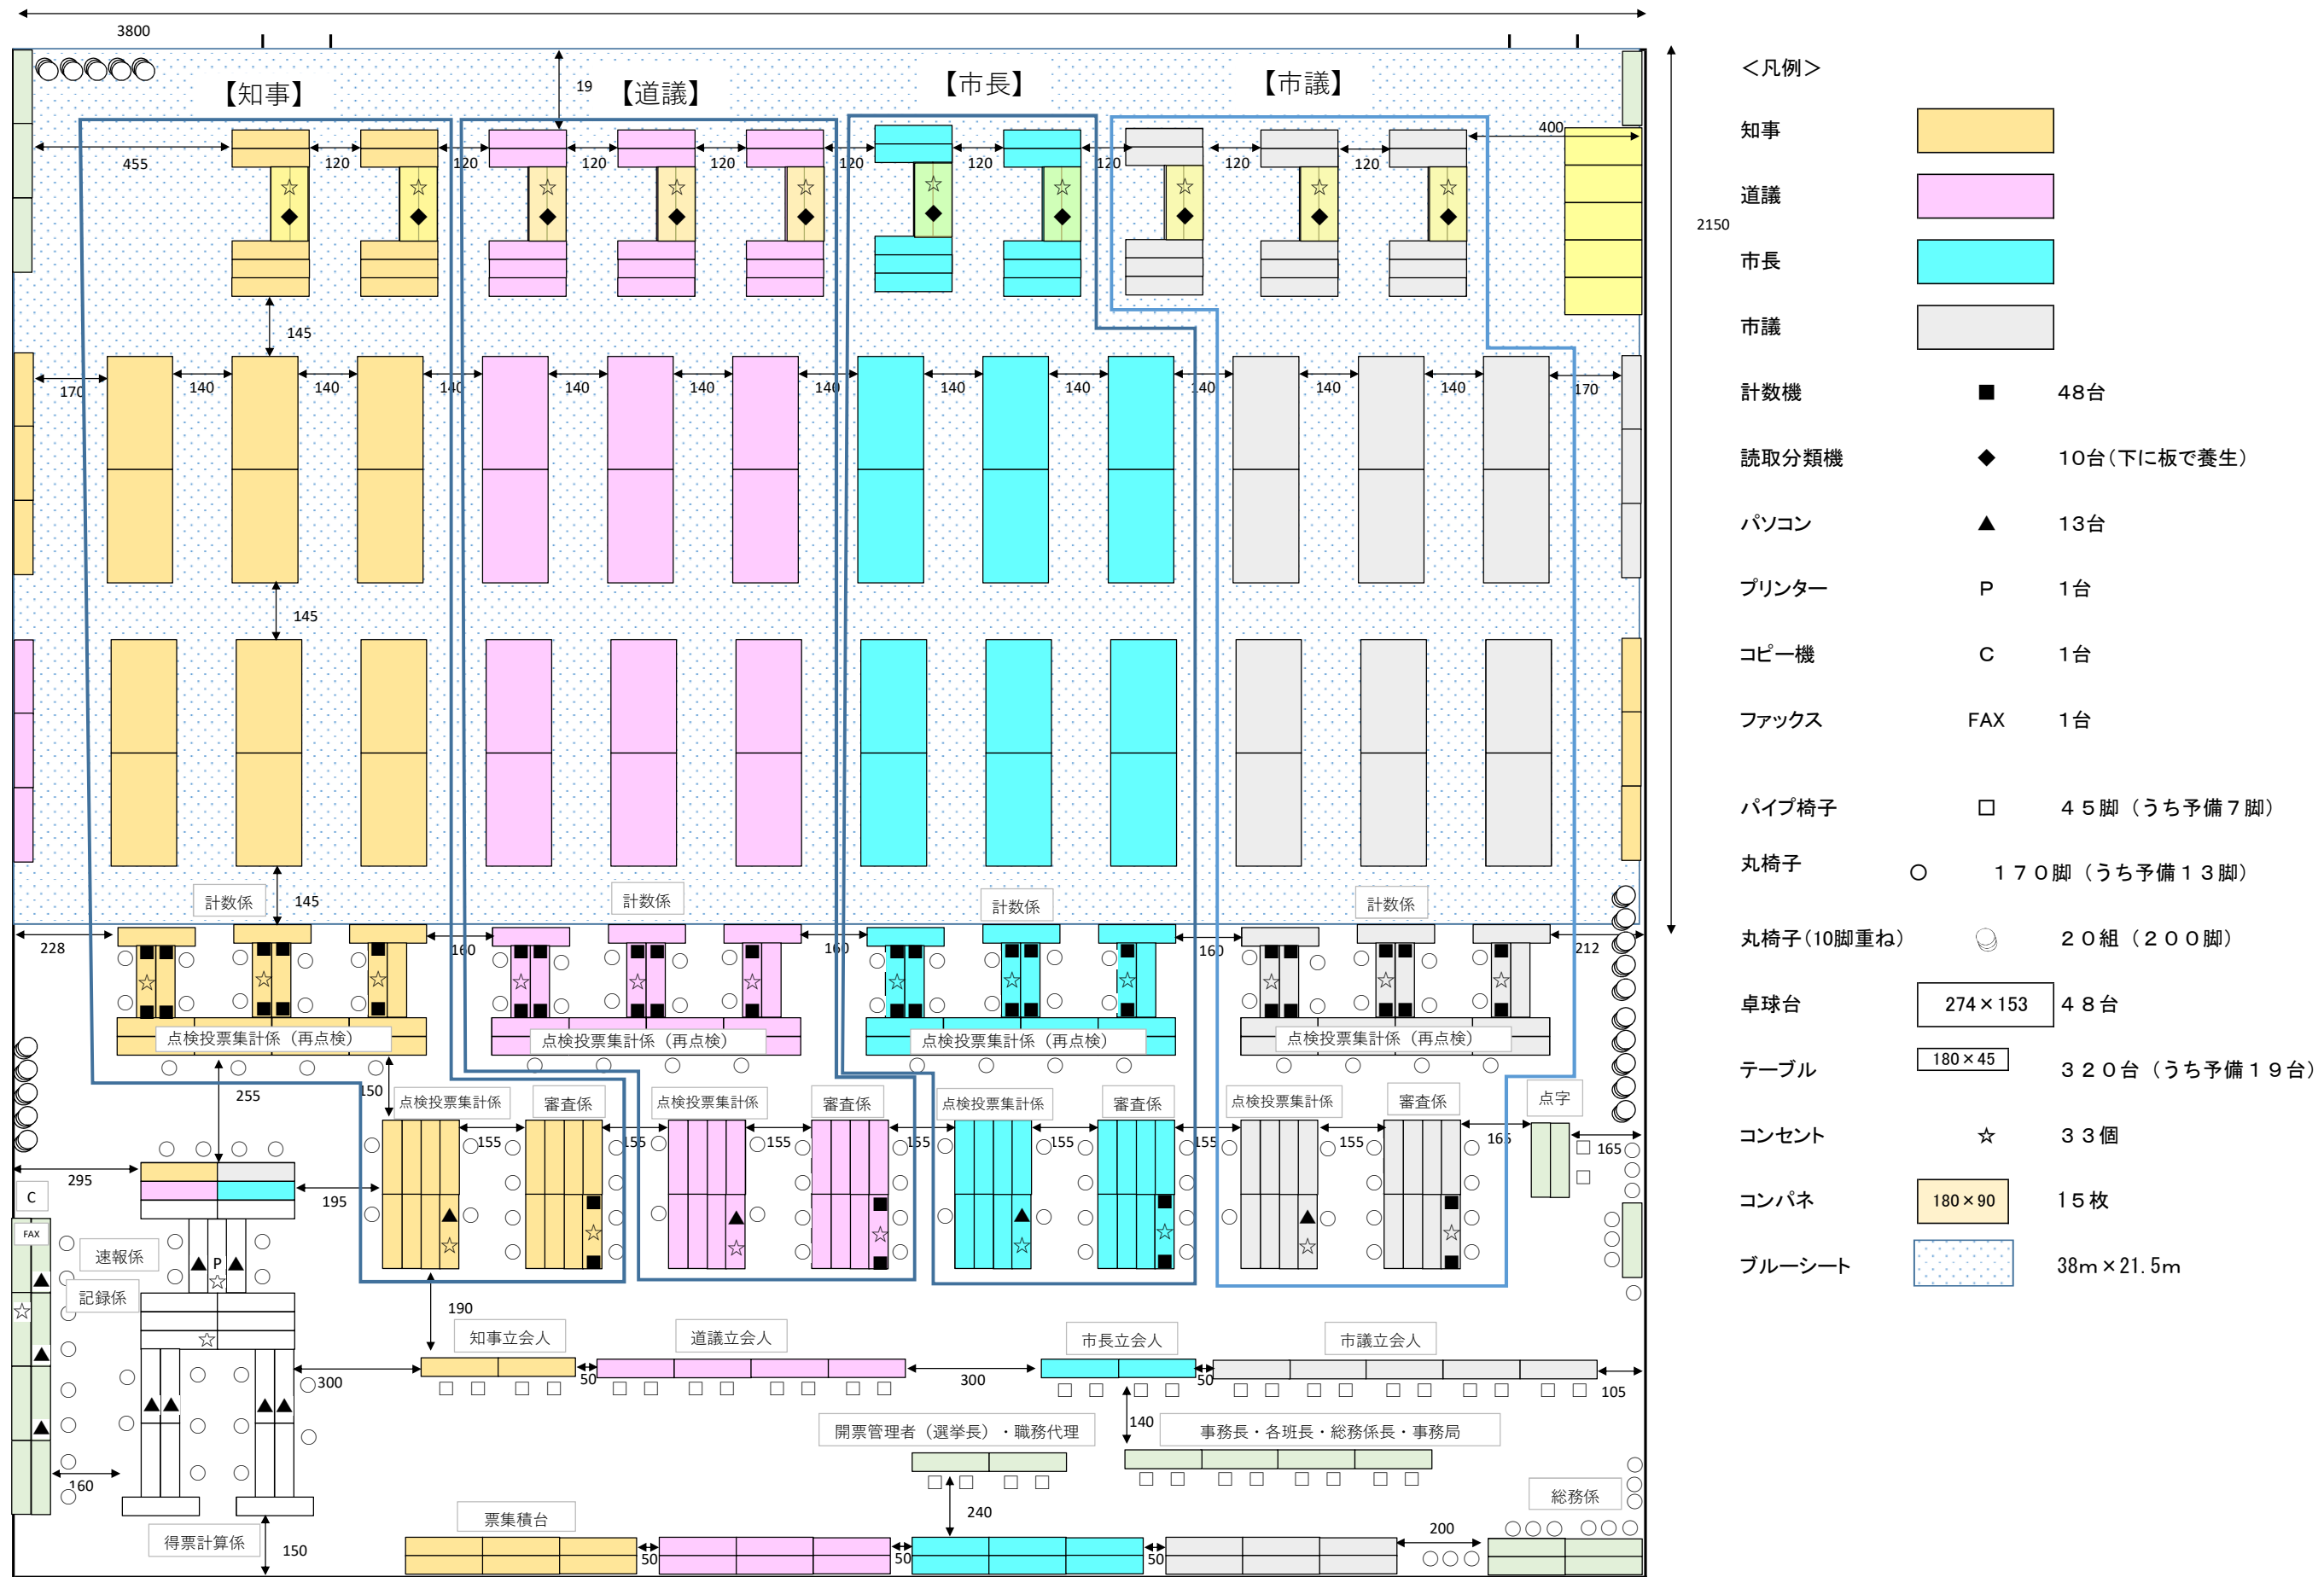 3800
19
【知事】
【道議】
【市長】
【市議】
455
120
120
120
120
120
120
120
120
120
400
2150
145
170
140
140
140
140
140
140
140
140
140
140
140
170
145
計数係
145
計数係
計数係
計数係
228
160
160
160
212
点検投票集計係（再点検）
点検投票集計係（再点検）
点検投票集計係（再点検）
点検投票集計係（再点検）
255
150
点検投票集計係
審査係
点検投票集計係
審査係
点検投票集計係
審査係
点検投票集計係
審査係
点字
155
155
155
155
155
155
155
165
165
295
195
C
FAX
速報係
P
記録係
190
知事立会人
道議立会人
市長立会人
市議立会人
300
50
300
50
105
140
開票管理者（選挙長）・職務代理
事務長・各班長・総務係長・事務局
160
240
得票計算係
150
票集積台
50
50
50
200
総務係
＜凡例＞
知事
道議
市長
市議
計数機 ■ 48台
読取分類機 ◆ 10台（下に板で養生）
パソコン ▲ 13台
プリンター P 1台
コピー機 C 1台
ファックス FAX 1台
パイプ椅子 □ ４５脚（うち予備７脚）
丸椅子 ○ １７０脚（うち予備１３脚）
丸椅子（10脚重ね） ２０組（２００脚）
卓球台 274×153 ４８台
テーブル 180×45 ３２０台（うち予備１９台）
コンセント ☆ ３３個
コンパネ 180×90 15枚
ブルーシート 38m×21.5m